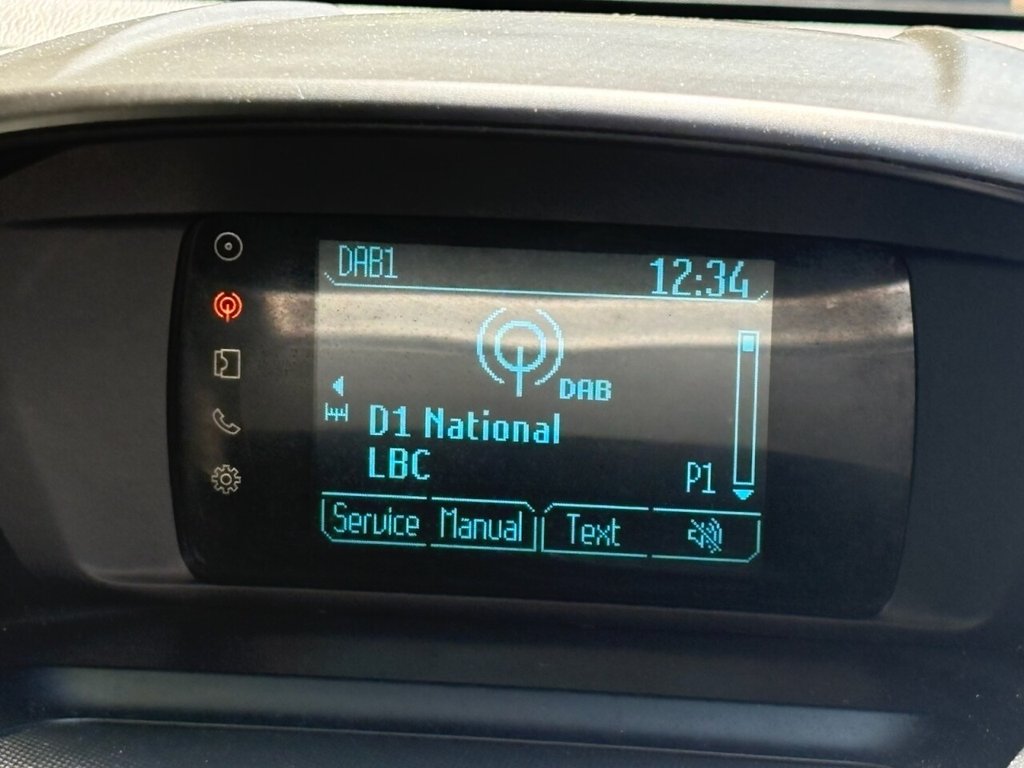 DAB1 12:34
DAB
D1 National
LBC P1
Service Manual Text